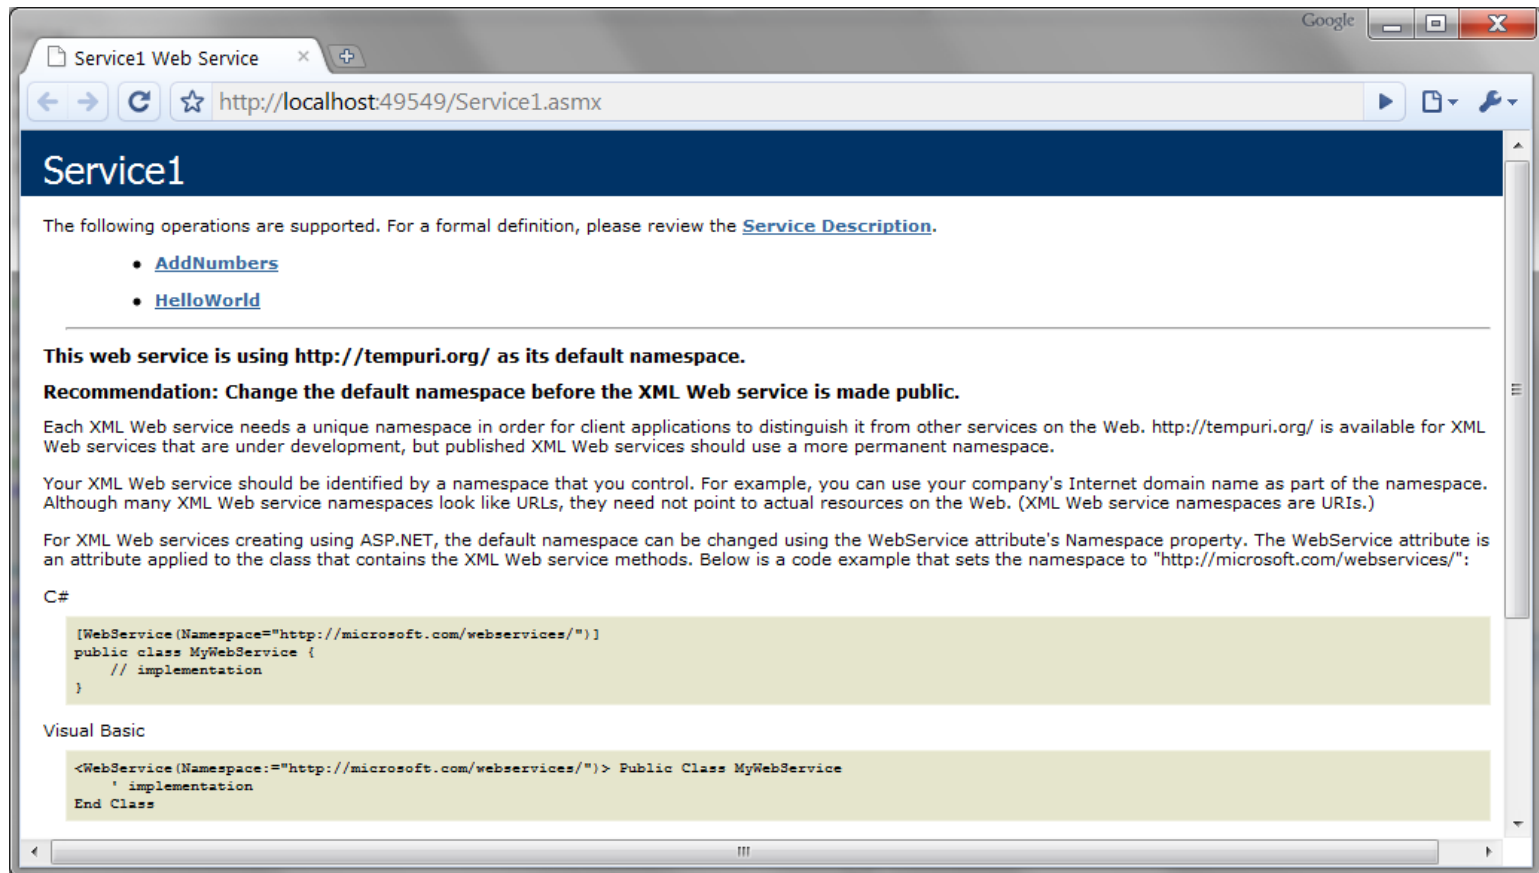 Google
Service1 Web Service
http://localhost:49549/Service1.asmx
Service1
The following operations are supported. For a formal definition, please review the Service Description.
• AddNumbers
• HelloWorld
This web service is using http://tempuri.org/ as its default namespace.
Recommendation: Change the default namespace before the XML Web service is made public.
Each XML Web service needs a unique namespace in order for client applications to distinguish it from other services on the Web. http://tempuri.org/ is available for XML
Web services that are under development, but published XML Web services should use a more permanent namespace.
Your XML Web service should be identified by a namespace that you control. For example, you can use your company's Internet domain name as part of the namespace.
Although many XML Web service namespaces look like URLs, they need not point to actual resources on the Web. (XML Web service namespaces are URIs.)
For XML Web services creating using ASP.NET, the default namespace can be changed using the WebService attribute's Namespace property. The WebService attribute is
an attribute applied to the class that contains the XML Web service methods. Below is a code example that sets the namespace to "http://microsoft.com/webservices/":
C#
[WebService(Namespace="http://microsoft.com/webservices/")]
public class MyWebService {
    // implementation
}
Visual Basic
<WebService(Namespace:="http://microsoft.com/webservices/")> Public Class MyWebService
    ' implementation
End Class